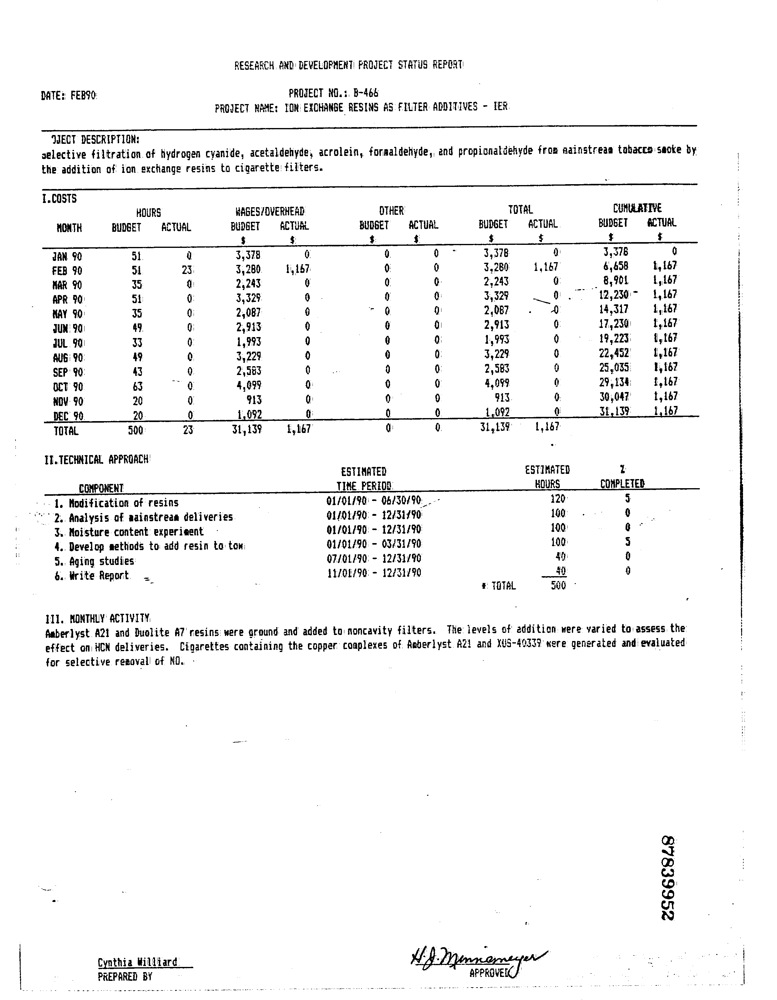 RESEARCH AND DEVELOPMENT PROJECT STATUS REPORT
DATE: FEB90
PROJECT NO.: B-466
PROJECT NAME: ION EXCHANGE RESINS AS FILTER ADDITIVES - IER
OJECT DESCRIPTION:
selective filtration of hydrogen cyanide, acetaldehyde, acrolein, formaldehyde, and propionaldehyde from mainstream tobacco smoke by
the addition of ion exchange resins to cigarette filters.
I.COSTS
HOURS WAGES/OVERHEAD OTHER TOTAL CUMULATIVE
MONTH BUDGET ACTUAL BUDGET ACTUAL BUDGET ACTUAL BUDGET ACTUAL BUDGET ACTUAL
$ $ $ $ $ $ $ $
JAN 90 51 0 3,378 0 0 0 3,378 0 3,378 0
FEB 90 51 23 3,280 1,167 0 0 3,280 1,167 6,658 1,167
MAR 90 35 0 2,243 0 0 0 2,243 0 8,901 1,167
APR 90 51 0 3,329 0 0 0 3,329 0 12,230 1,167
MAY 90 35 0 2,087 0 0 0 2,087 0 14,317 1,167
JUN 90 49 0 2,913 0 0 0 2,913 0 17,230 1,167
JUL 90 33 0 1,993 0 0 0 1,993 0 19,223 1,167
AUG 90 49 0 3,229 0 0 0 3,229 0 22,452 1,167
SEP 90 43 0 2,583 0 0 0 2,583 0 25,035 1,167
OCT 90 63 0 4,099 0 0 0 4,099 0 29,134 1,167
NOV 90 20 0 913 0 0 0 913 0 30,047 1,167
DEC 90 20 0 1,092 0 0 0 1,092 0 31,139 1,167
TOTAL 500 23 31,139 1,167 0 0 31,139 1,167
II.TECHNICAL APPROACH
ESTIMATED ESTIMATED %
COMPONENT TIME PERIOD HOURS COMPLETED
1. Modification of resins 01/01/90 - 06/30/90 120 5
2. Analysis of mainstream deliveries 01/01/90 - 12/31/90 100 0
3. Moisture content experiment 01/01/90 - 12/31/90 100 0
4. Develop methods to add resin to tow 01/01/90 - 03/31/90 100 5
5. Aging studies 07/01/90 - 12/31/90 40 0
6. Write Report 11/01/90 - 12/31/90 40 0
* TOTAL 500
III. MONTHLY ACTIVITY
Amberlyst A21 and Duolite A7 resins were ground and added to noncavity filters. The levels of addition were varied to assess the
effect on HCN deliveries. Cigarettes containing the copper complexes of Amberlyst A21 and XUS-40339 were generated and evaluated
for selective removal of NO.
87839952
Cynthia Williard
PREPARED BY
H.J. Minnemeyer
APPROVED